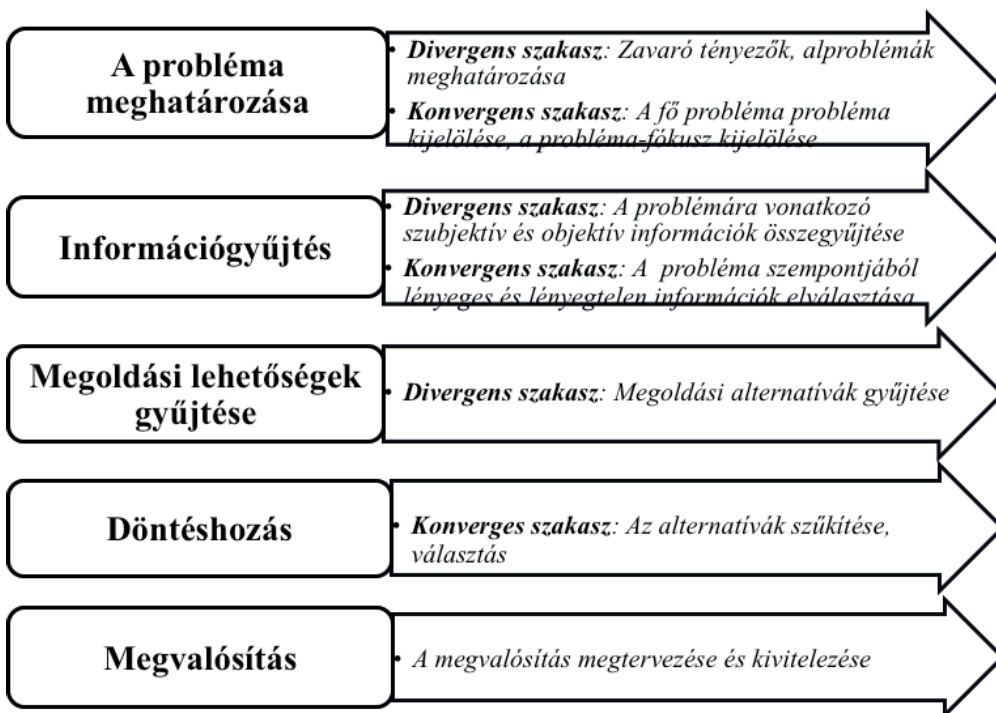 A probléma
meghatározása
• Divergens szakasz: Zavaró tényezők, alproblémák
meghatározása
• Konvergens szakasz: A fő probléma probléma
kijelölése, a probléma-fókusz kijelölése
Információgyűjtés
• Divergens szakasz: A problémára vonatkozó
szubjektív és objektív információk összegyűjtése
• Konvergens szakasz: A probléma szempontjából
lényeges és lényegtelen információk elválasztása
Megoldási lehetőségek
gyűjtése
• Divergens szakasz: Megoldási alternatívák gyűjtése
Döntéshozás
• Konverges szakasz: Az alternatívák szűkítése,
választás
Megvalósítás
• A megvalósítás megtervezése és kivitelezése